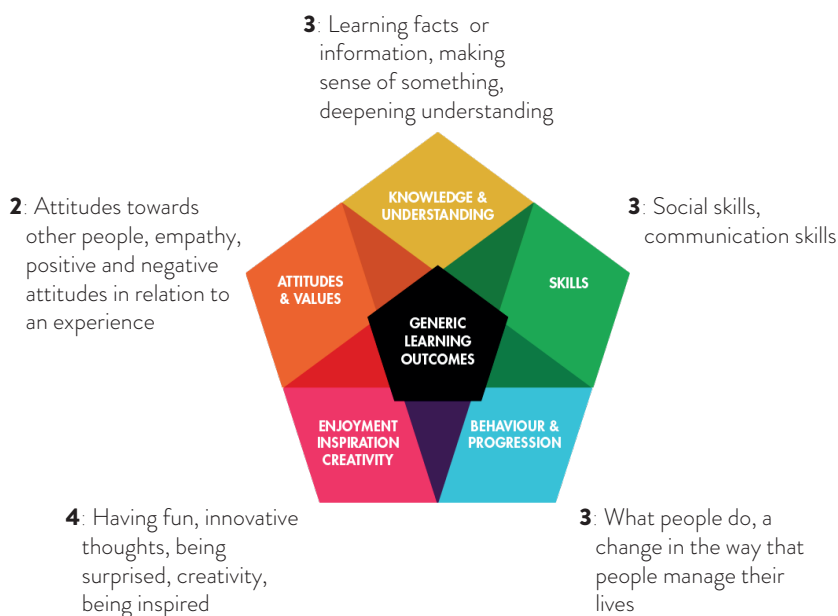 3: Learning facts or
information, making
sense of something,
deepening understanding
KNOWLEDGE &
UNDERSTANDING
2: Attitudes towards
other people, empathy,
positive and negative
attitudes in relation to
an experience
ATTITUDES
& VALUES
SKILLS
3: Social skills,
communication skills
GENERIC
LEARNING
OUTCOMES
ENJOYMENT
INSPIRATION
CREATIVITY
BEHAVIOUR &
PROGRESSION
4: Having fun, innovative
thoughts, being
surprised, creativity,
being inspired
3: What people do, a
change in the way that
people manage their
lives